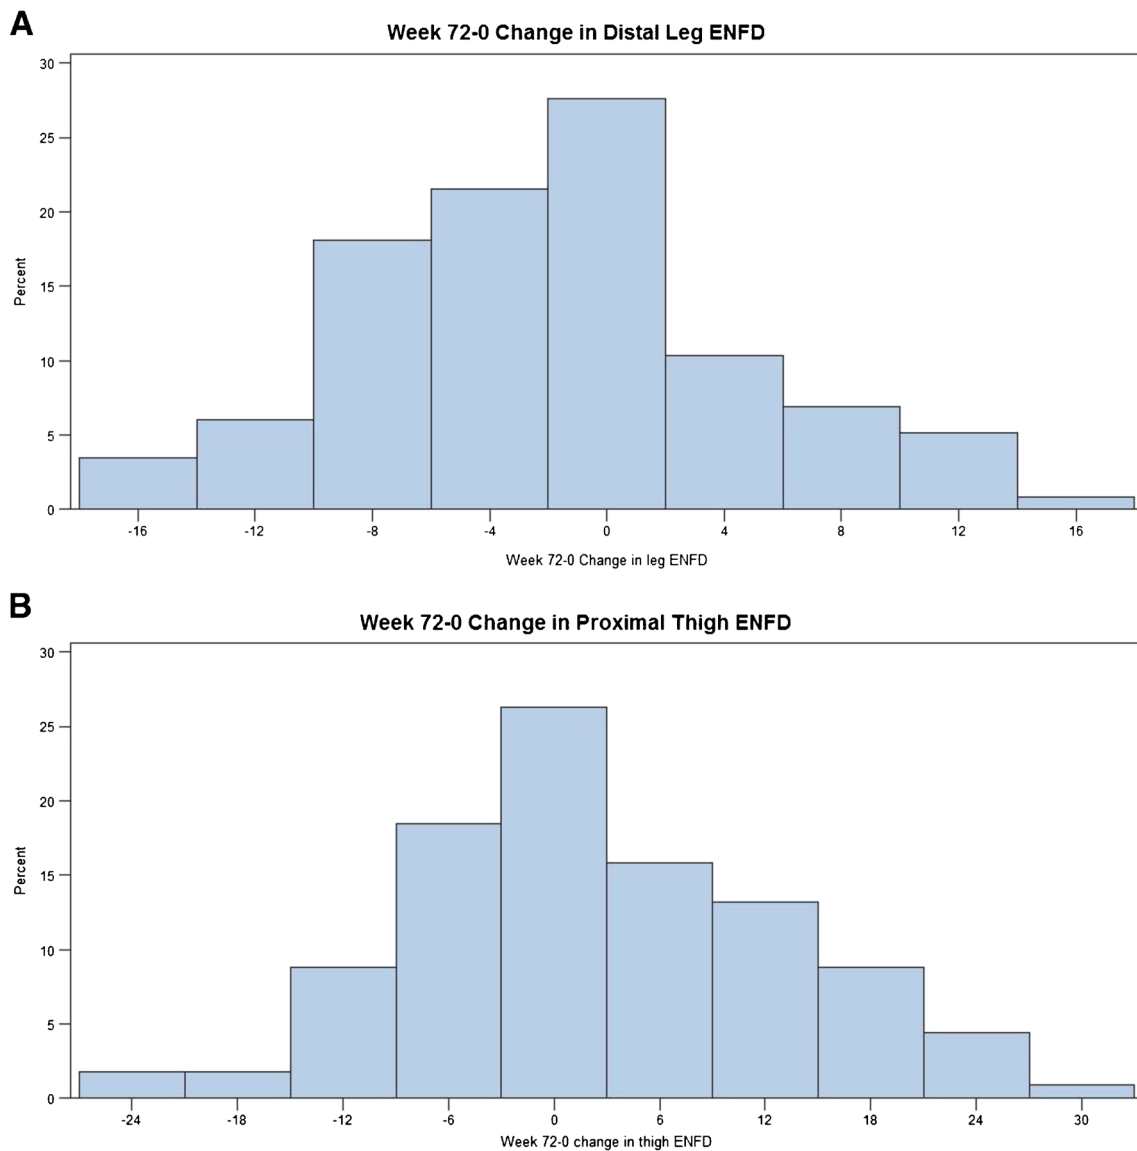 A
Week 72-0 Change in Distal Leg ENFD
30
25
20
15
10
5
0
Percent
-16 -12 -8 -4 0 4 8 12 16
Week 72-0 Change in leg ENFD
B
Week 72-0 Change in Proximal Thigh ENFD
30
25
20
15
10
5
0
Percent
-24 -18 -12 -6 0 6 12 18 24 30
Week 72-0 change in thigh ENFD